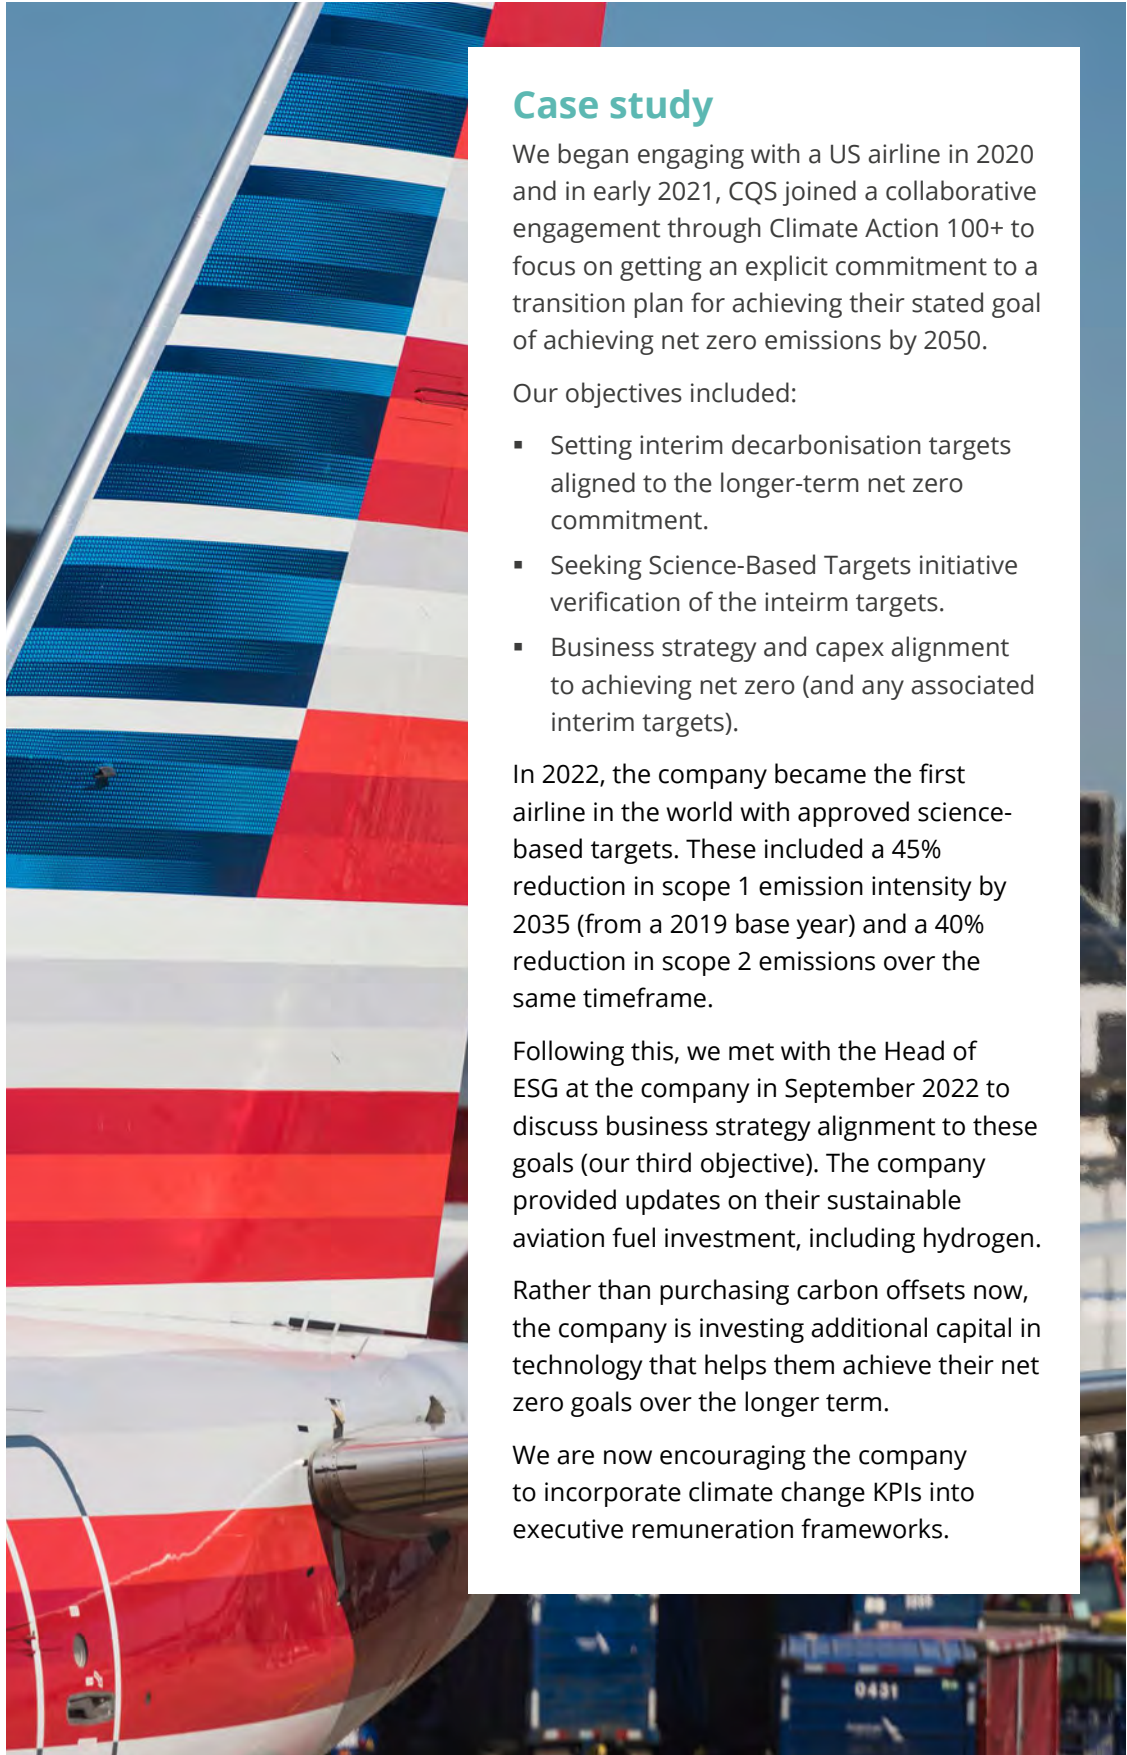 Case study
We began engaging with a US airline in 2020
and in early 2021, CQS joined a collaborative
engagement through Climate Action 100+ to
focus on getting an explicit commitment to a
transition plan for achieving their stated goal
of achieving net zero emissions by 2050.
Our objectives included:
▪ Setting interim decarbonisation targets
aligned to the longer-term net zero
commitment.
▪ Seeking Science-Based Targets initiative
verification of the inteirm targets.
▪ Business strategy and capex alignment
to achieving net zero (and any associated
interim targets).
In 2022, the company became the first
airline in the world with approved science-
based targets. These included a 45%
reduction in scope 1 emission intensity by
2035 (from a 2019 base year) and a 40%
reduction in scope 2 emissions over the
same timeframe.
Following this, we met with the Head of
ESG at the company in September 2022 to
discuss business strategy alignment to these
goals (our third objective). The company
provided updates on their sustainable
aviation fuel investment, including hydrogen.
Rather than purchasing carbon offsets now,
the company is investing additional capital in
technology that helps them achieve their net
zero goals over the longer term.
We are now encouraging the company
to incorporate climate change KPIs into
executive remuneration frameworks.
0431